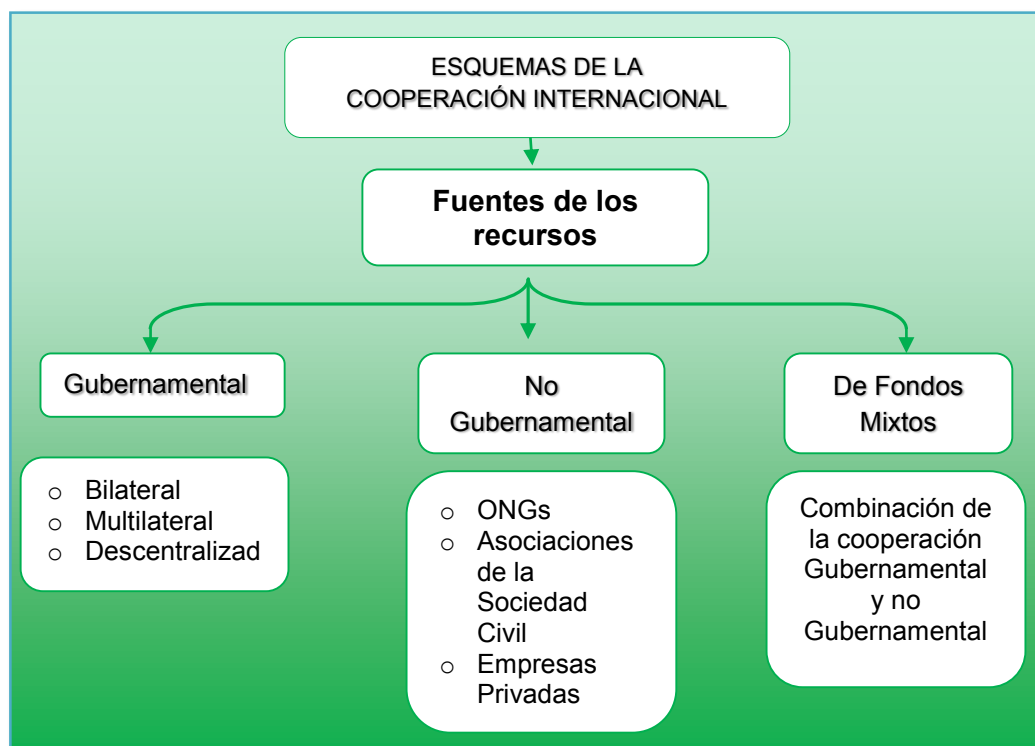 ESQUEMAS DE LA
COOPERACIÓN INTERNACIONAL
Fuentes de los
recursos
Gubernamental
No
Gubernamental
De Fondos
Mixtos
o Bilateral
o Multilateral
o Descentralizad
o ONGs
o Asociaciones
de la
Sociedad
Civil
o Empresas
Privadas
Combinación de
la cooperación
Gubernamental
y no
Gubernamental